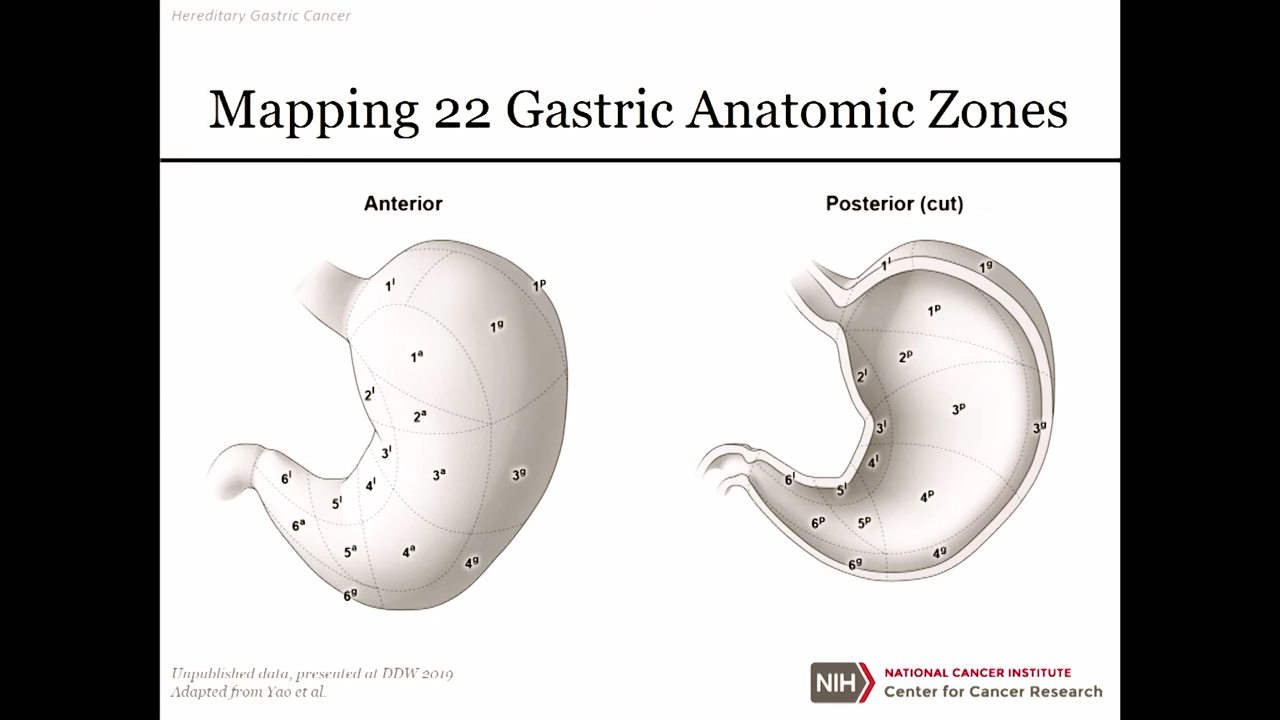 Hereditary Gastric Cancer
Mapping 22 Gastric Anatomic Zones
Anterior
Posterior (cut)
1ˡ
1ᵖ
1ᵍ
1ᵃ
2ˡ
2ᵃ
3ˡ
3ᵃ
3ᵍ
4ˡ
6ˡ
5ˡ
6ᵃ
5ᵃ
4ᵃ
4ᵍ
6ᵍ
1ˡ
1ᵍ
1ᵖ
2ᵖ
2ˡ
3ᵖ
3ˡ
3ᵍ
4ˡ
6ˡ
5ˡ
4ᵖ
6ᵖ
5ᵖ
4ᵍ
6ᵍ
Unpublished data, presented at DDW 2019
Adapted from Yao et al.
NIH
NATIONAL CANCER INSTITUTE
Center for Cancer Research